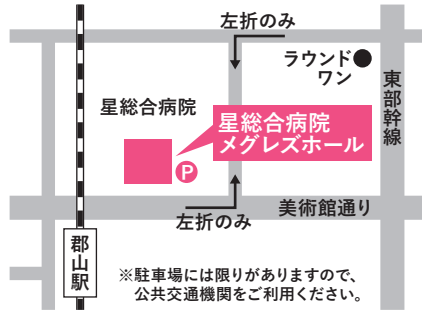 左折のみ
ラウンド
ワン
東部幹線
星総合病院
星総合病院
メグレズホール
P
美術館通り
左折のみ
郡山駅
※駐車場には限りがありますので、
公共交通機関をご利用ください。